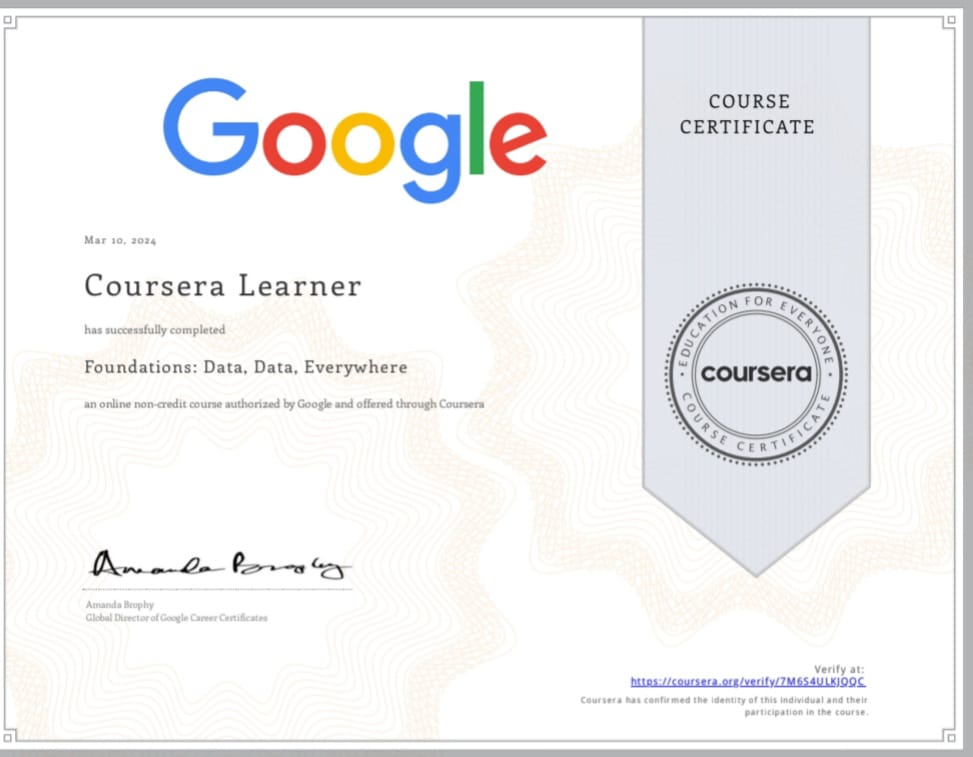 Google
COURSE
CERTIFICATE
Mar 10, 2024
Coursera Learner
has successfully completed
Foundations: Data, Data, Everywhere
an online non-credit course authorized by Google and offered through Coursera
EDUCATION FOR EVERYONE
coursera
COURSE CERTIFICATE
Amanda Brophy
Amanda Brophy
Global Director of Google Career Certificates
Verify at:
https://coursera.org/verify/7M6S4ULKJQQC
Coursera has confirmed the identity of this individual and their
participation in the course.